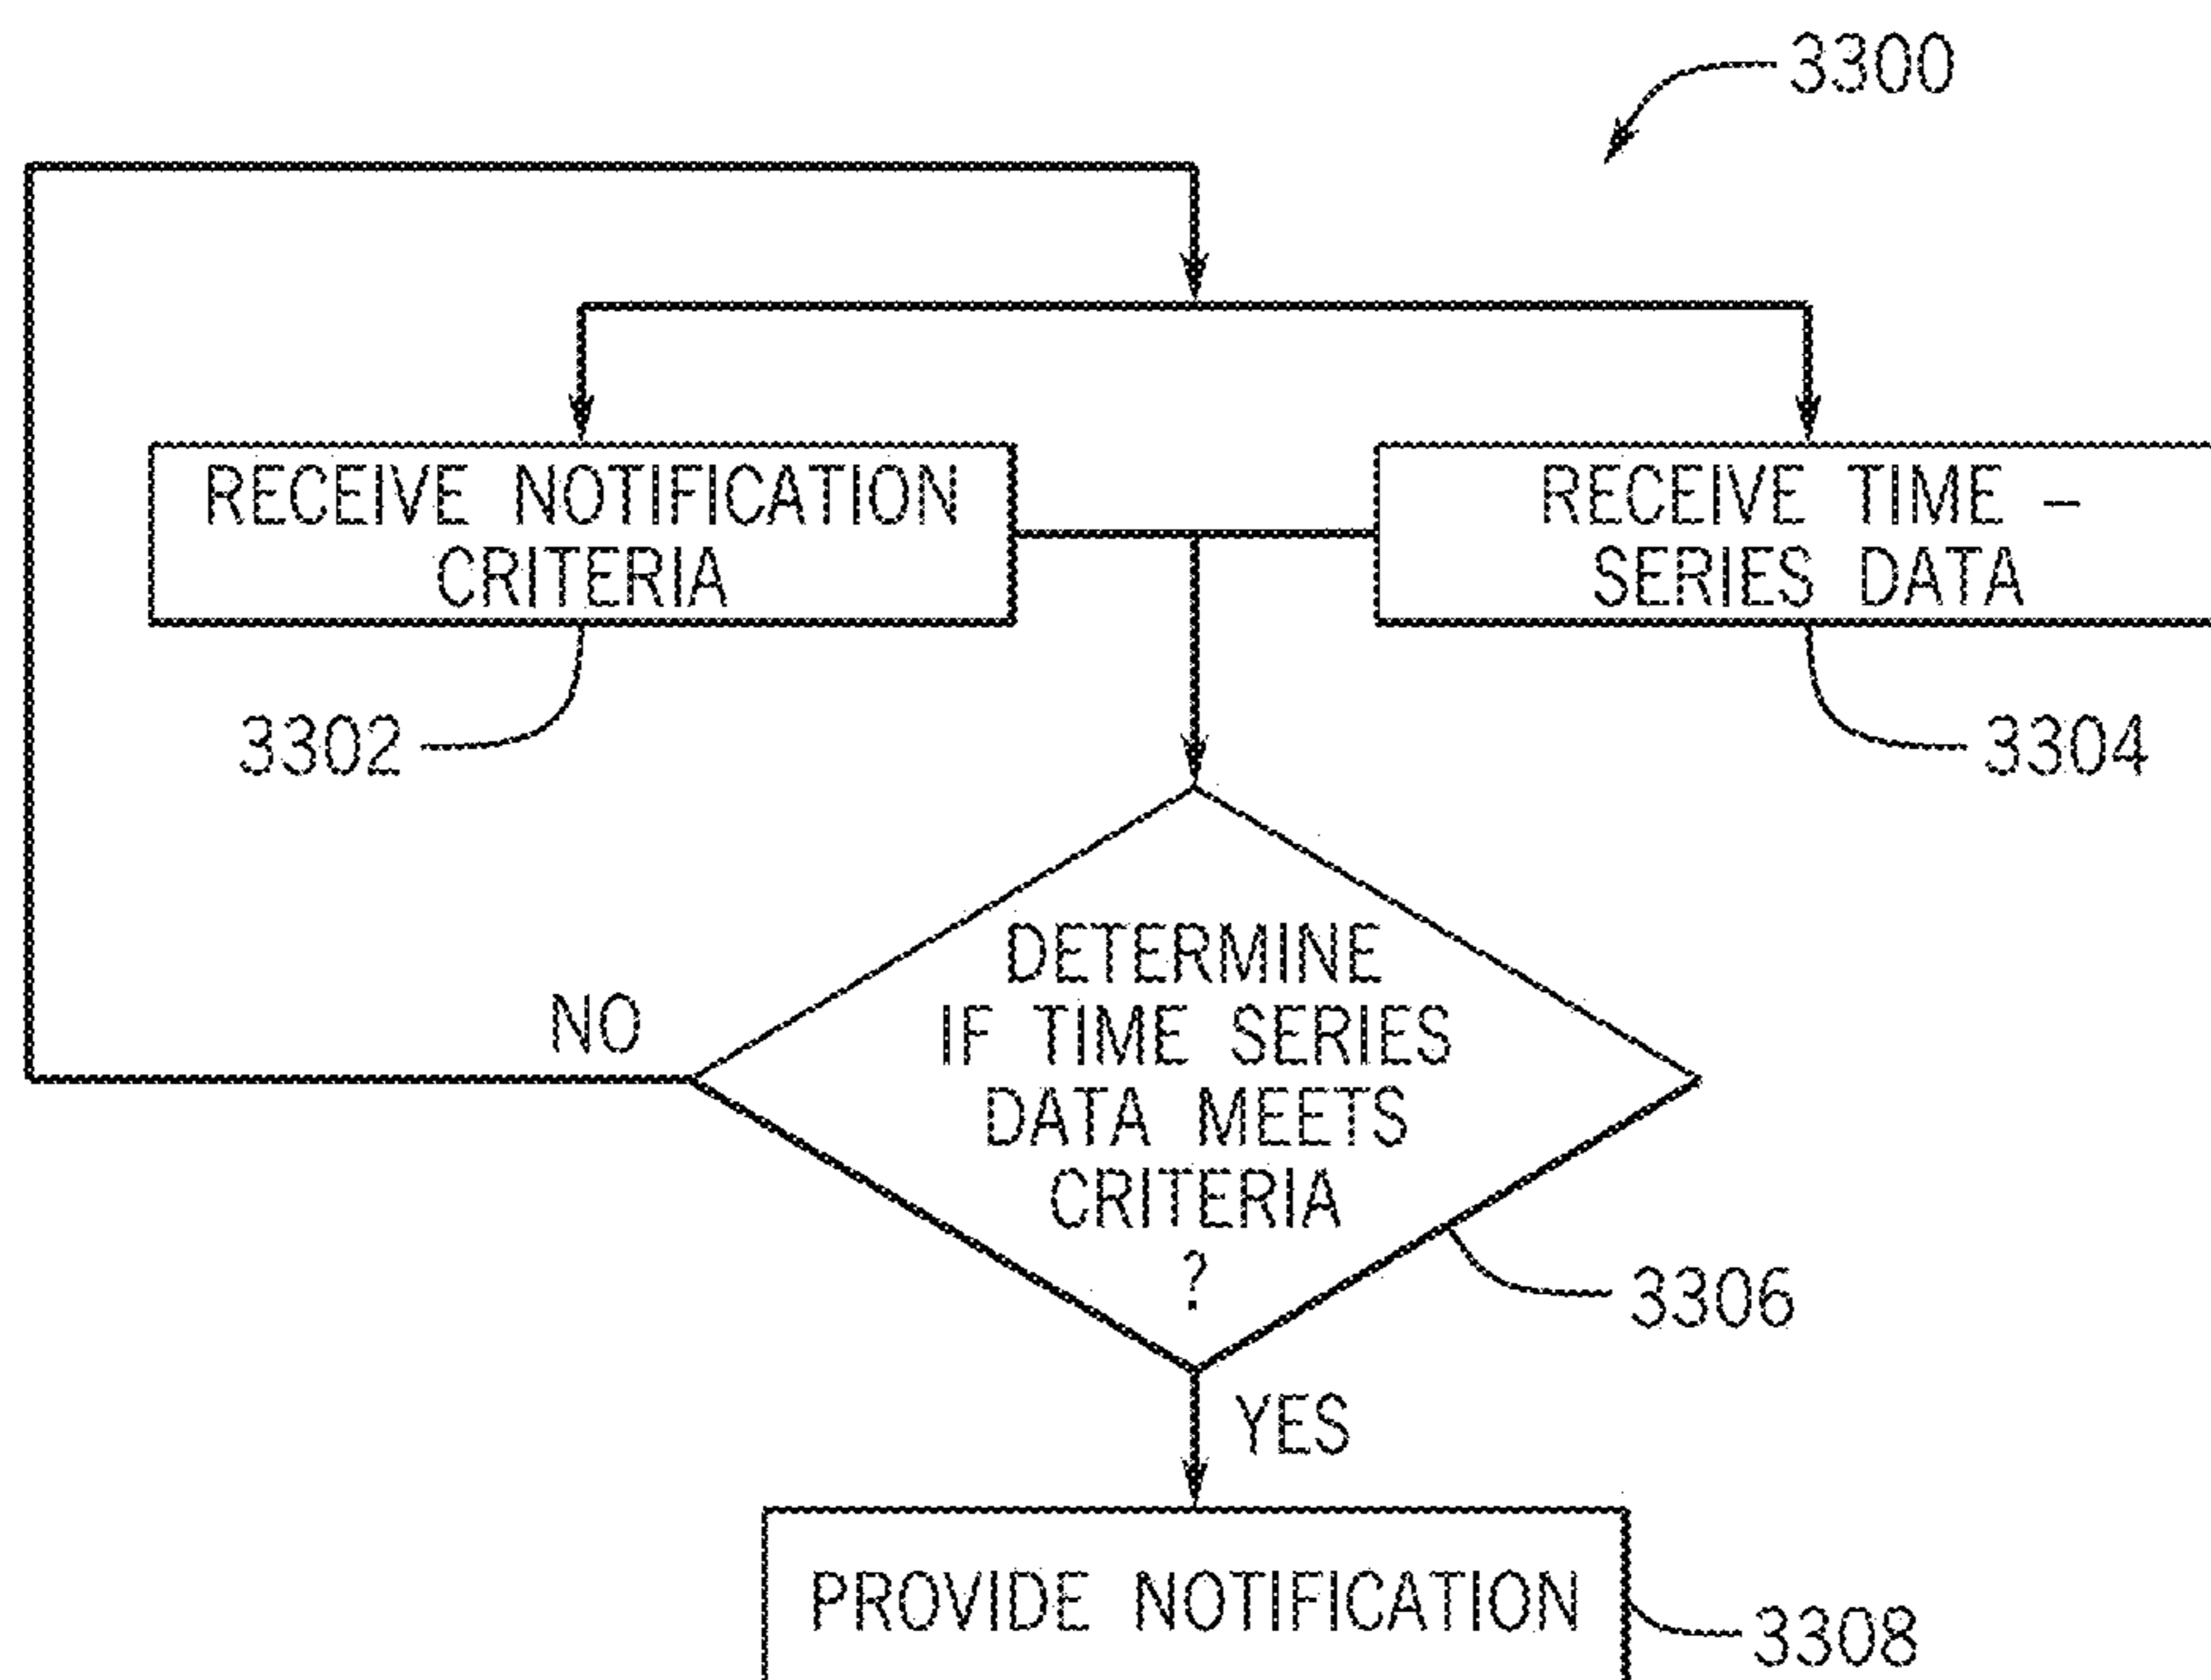 3300
RECEIVE NOTIFICATION
CRITERIA
RECEIVE TIME –
SERIES DATA
3302
3304
DETERMINE
IF TIME SERIES
DATA MEETS
CRITERIA
?
NO
3306
YES
PROVIDE NOTIFICATION
3308